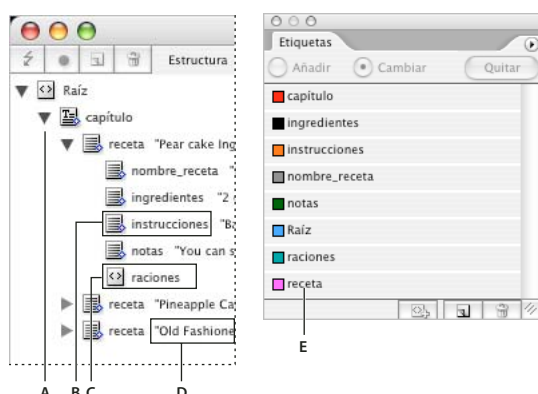 Estructura
Raíz
capítulo
receta "Pear cake Ing
nombre_receta "
ingredientes "2
instrucciones "Ba
notas "You can s
raciones
receta "Pineapple Ca
receta "Old Fashione
A B C D
Etiquetas
Añadir Cambiar Quitar
capítulo
ingredientes
instrucciones
nombre_receta
notas
Raíz
raciones
receta
E